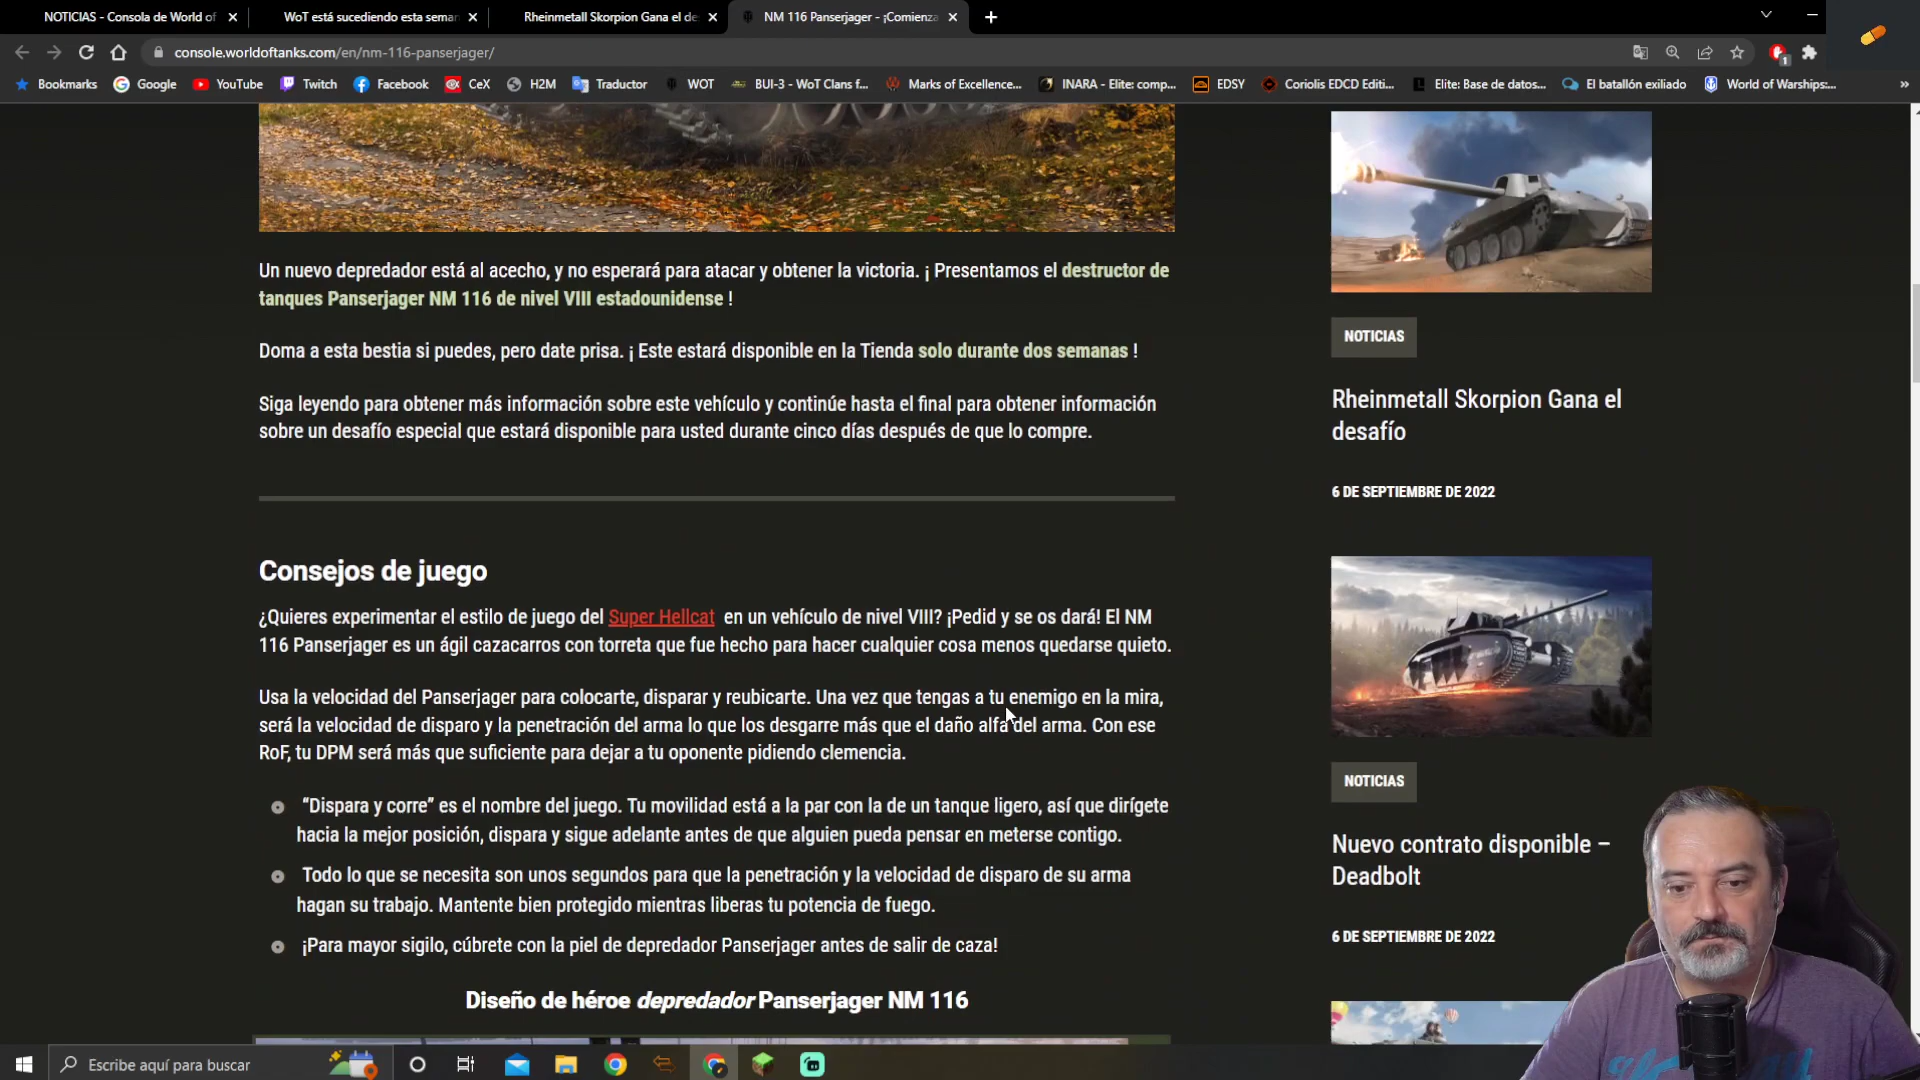 NOTICIAS - Consola de World of
WoT está sucediendo esta seman
Rheinmetall Skorpion Gana el de
NM 116 Panserjager - ¡Comienza
console.worldoftanks.com/en/nm-116-panserjager/
Bookmarks
Google
YouTube
Twitch
Facebook
CeX
H2M
Traductor
WOT
BUI-3 - WoT Clans f...
Marks of Excellence...
INARA - Elite: comp...
EDSY
Coriolis EDCD Editi...
Elite: Base de datos...
El batallón exiliado
World of Warships:...
Un nuevo depredador está al acecho, y no esperará para atacar y obtener la victoria. ¡ Presentamos el destructor de
tanques Panserjager NM 116 de nivel VIII estadounidense !
Doma a esta bestia si puedes, pero date prisa. ¡ Este estará disponible en la Tienda solo durante dos semanas !
Siga leyendo para obtener más información sobre este vehículo y continúe hasta el final para obtener información
sobre un desafío especial que estará disponible para usted durante cinco días después de que lo compre.
Consejos de juego
¿Quieres experimentar el estilo de juego del Super Hellcat en un vehículo de nivel VIII? ¡Pedid y se os dará! El NM
116 Panserjager es un ágil cazacarros con torreta que fue hecho para hacer cualquier cosa menos quedarse quieto.
Usa la velocidad del Panserjager para colocarte, disparar y reubicarte. Una vez que tengas a tu enemigo en la mira,
será la velocidad de disparo y la penetración del arma lo que los desgarre más que el daño alfa del arma. Con ese
RoF, tu DPM será más que suficiente para dejar a tu oponente pidiendo clemencia.
“Dispara y corre” es el nombre del juego. Tu movilidad está a la par con la de un tanque ligero, así que dirígete
hacia la mejor posición, dispara y sigue adelante antes de que alguien pueda pensar en meterse contigo.
Todo lo que se necesita son unos segundos para que la penetración y la velocidad de disparo de su arma
hagan su trabajo. Mantente bien protegido mientras liberas tu potencia de fuego.
¡Para mayor sigilo, cúbrete con la piel de depredador Panserjager antes de salir de caza!
Diseño de héroe depredador Panserjager NM 116
NOTICIAS
Rheinmetall Skorpion Gana el
desafío
6 DE SEPTIEMBRE DE 2022
NOTICIAS
Nuevo contrato disponible –
Deadbolt
6 DE SEPTIEMBRE DE 2022
Escribe aquí para buscar